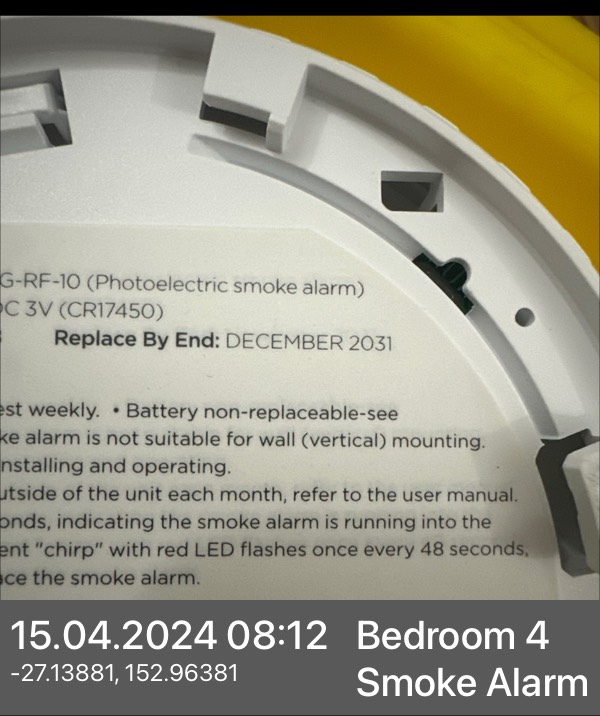 G-RF-10 (Photoelectric smoke alarm)
DC 3V (CR17450)
Replace By End: DECEMBER 2031
est weekly. • Battery non-replaceable-see
ke alarm is not suitable for wall (vertical) mounting.
nstalling and operating.
utside of the unit each month, refer to the user manual.
onds, indicating the smoke alarm is running into the
ent "chirp" with red LED flashes once every 48 seconds,
ace the smoke alarm.
15.04.2024 08:12
-27.13881, 152.96381
Bedroom 4
Smoke Alarm